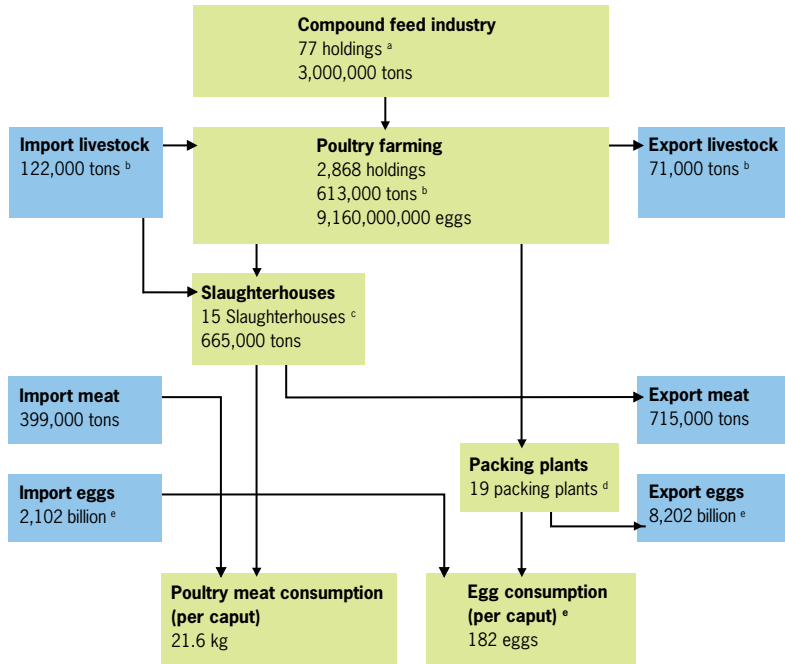 Compound feed industry
77 holdings a
3,000,000 tons
Import livestock
122,000 tons b
Poultry farming
2,868 holdings
613,000 tons b
9,160,000,000 eggs
Export livestock
71,000 tons b
Slaughterhouses
15 Slaughterhouses c
665,000 tons
Import meat
399,000 tons
Export meat
715,000 tons
Packing plants
19 packing plants d
Import eggs
2,102 billion e
Export eggs
8,202 billion e
Poultry meat consumption
(per caput)
21.6 kg
Egg consumption
(per caput) e
182 eggs